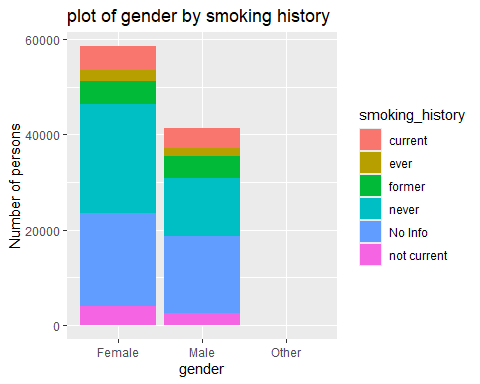 plot of gender by smoking history
60000
40000
20000
0
Number of persons
Female
Male
Other
gender
smoking_history
current
ever
former
never
No Info
not current